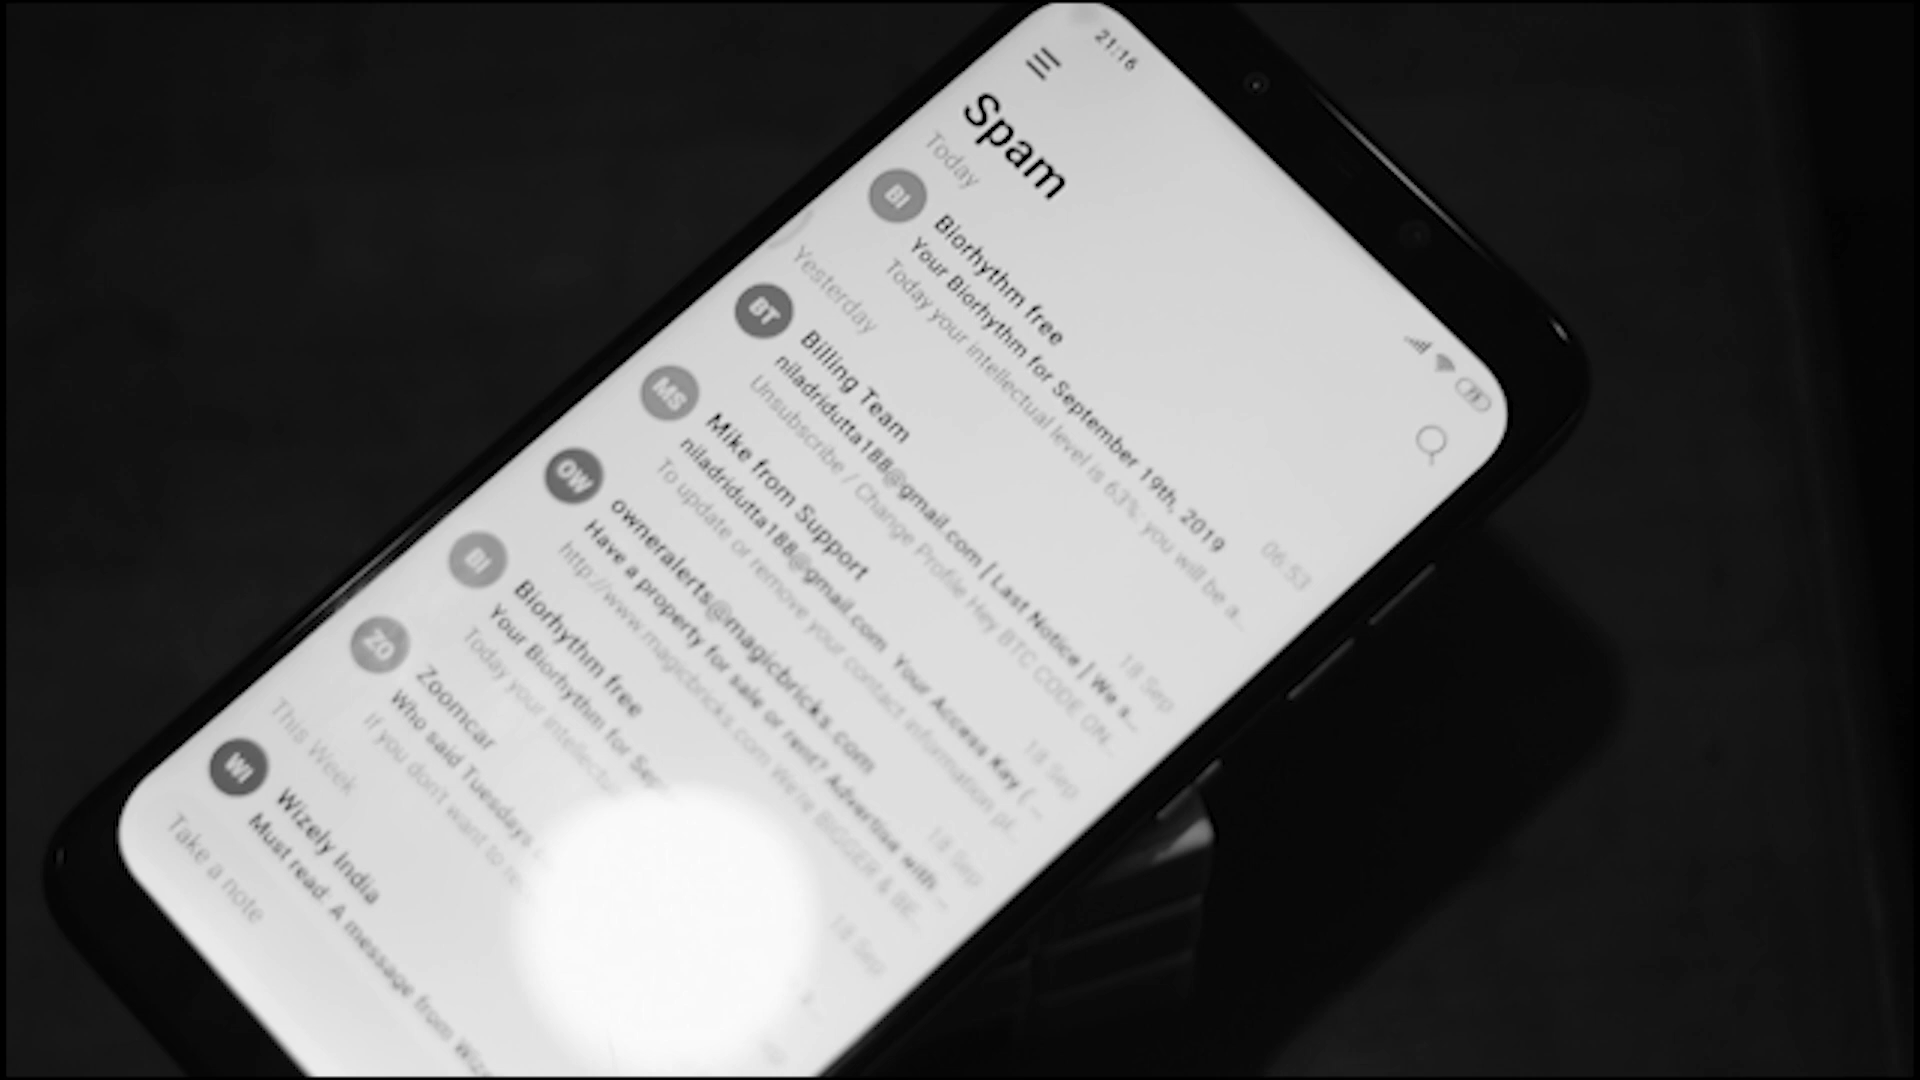 21:16
Spam
Today
BI
Biorhythm free
06:53
Your Biorhythm for September 19th, 2019
Today your intellectual level is 63%, you will be a...
Yesterday
BT
Billing Team
18 Sep
niladridutta188@gmail.com | Last Notice | We s...
Unsubscribe / Change Profile Hey BTC CODE ON...
MS
Mike from Support
18 Sep
niladridutta188@gmail.com Your Access Key (...
To update or remove your contact information pl...
OW
owneralerts@magicbricks.com
18 Sep
Have a property for sale or rent? Advertise with...
http://www.magicbricks.com We're BIGGER & BE...
BI
Biorhythm free
18 Sep
Your Biorhythm for Sep
Today your intellectu
ZO
Zoomcar
Who said Tuesdays
If you don't want to re
This Week
WI
Wizely India
Must read: A message from Wize
Take a note